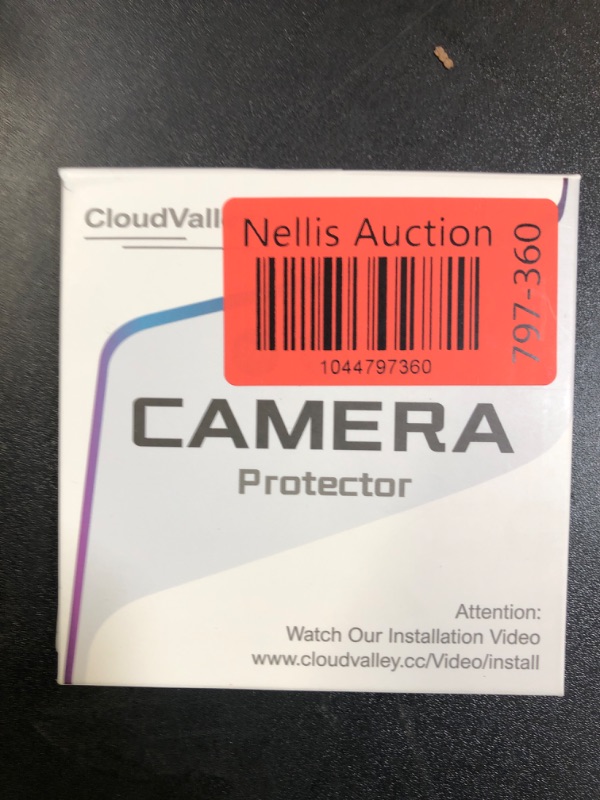 CloudVall
Nellis Auction
1044797360
797-360
CAMERA
Protector
Attention:
Watch Our Installation Video
www.cloudvalley.cc/Video/install